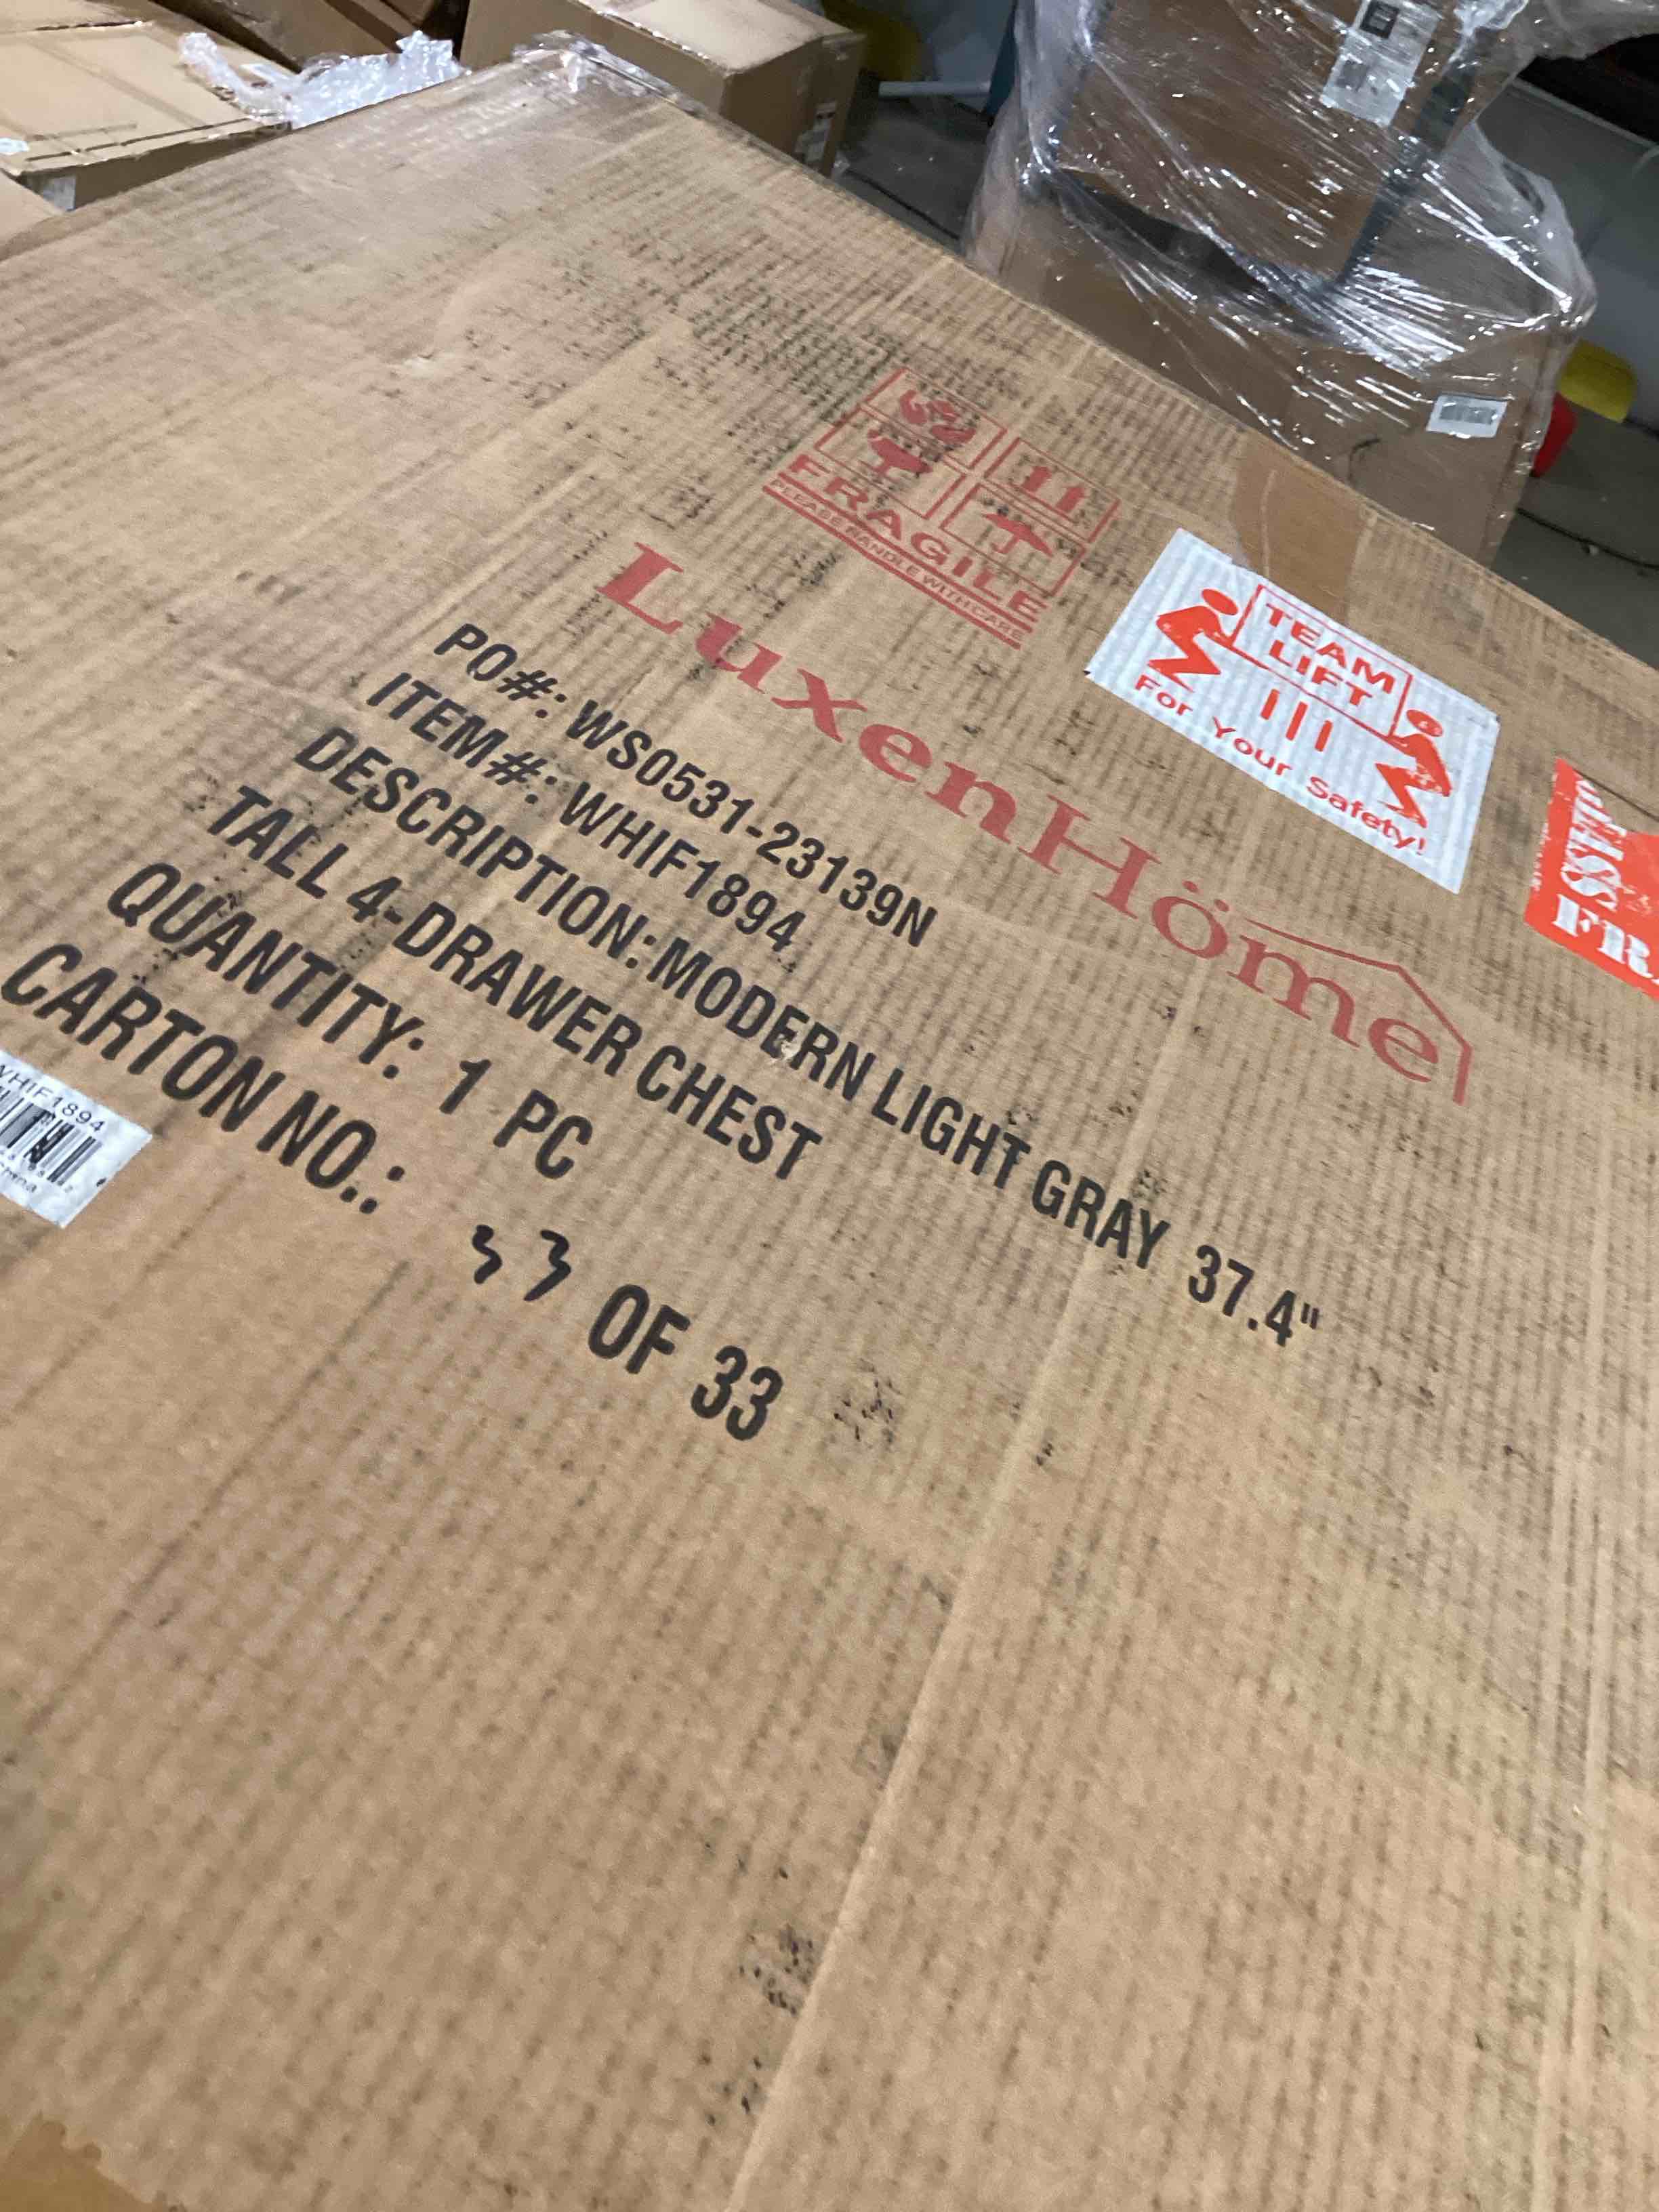 FRAGILE
PLEASE HANDLE WITH CARE
TEAM
LIFT
For Your Safety!
LuxenHöme
PO#: WS0531-23139N
ITEM#: WHIF1894
DESCRIPTION: MODERN LIGHT GRAY 37.4"
TALL 4-DRAWER CHEST
QUANTITY: 1 PC
CARTON NO.: 33 OF 33
WHIF1894